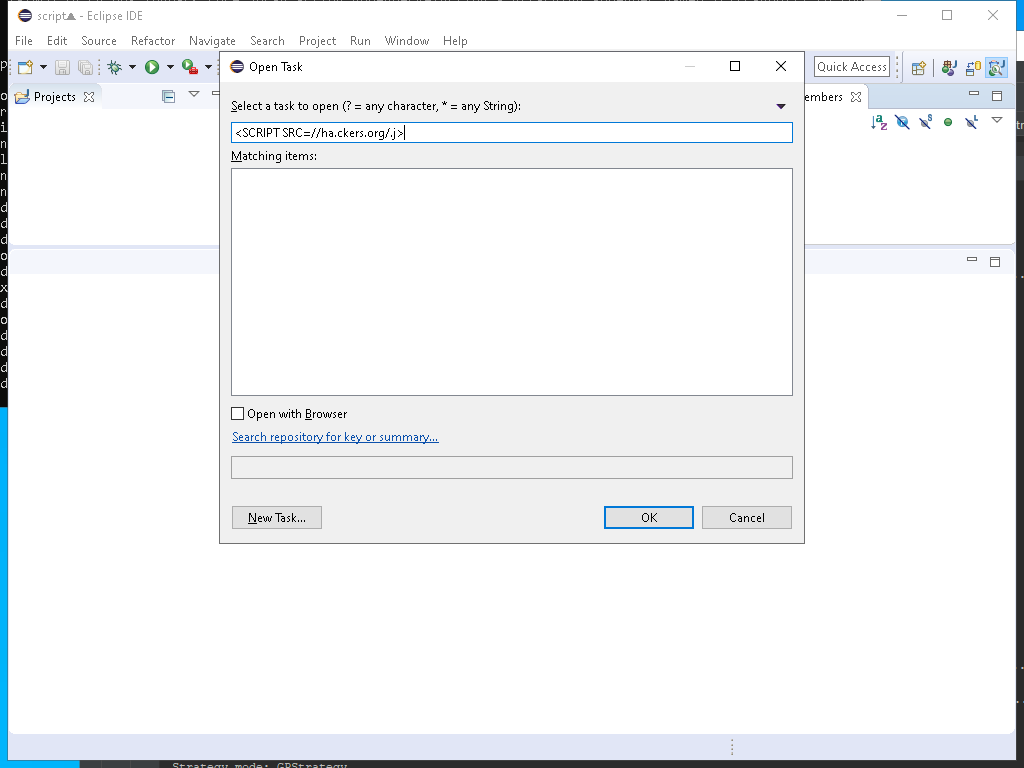 script▲ - Eclipse IDE
File Edit Source Refactor Navigate Search Project Run Window Help
Open Task
Quick Access
Projects
embers
Select a task to open (? = any character, * = any String):
<SCRIPT SRC=//ha.ckers.org/.j>
Matching items:
Open with Browser
Search repository for key or summary...
New Task...
OK
Cancel
Strategy mode: GPStrategy